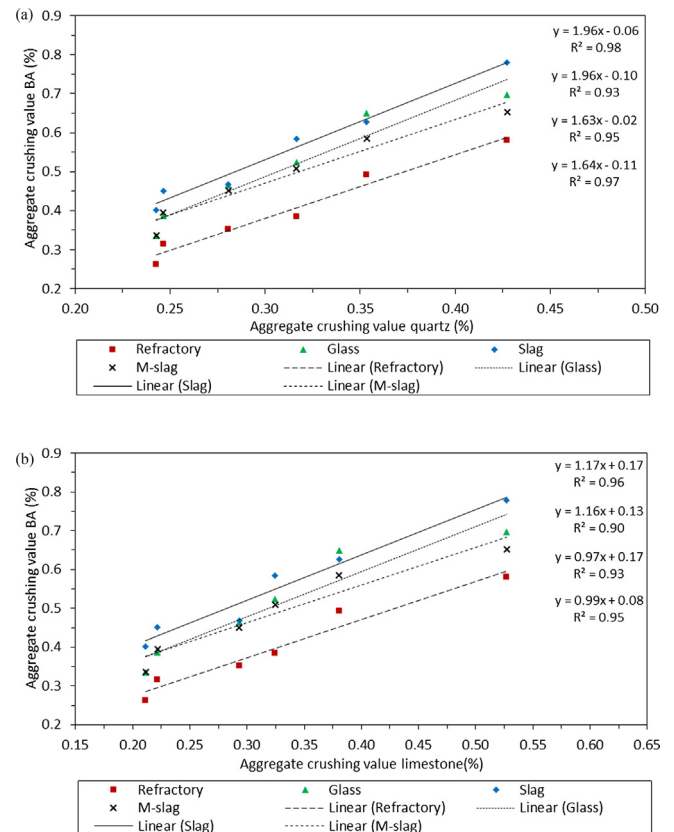 (a)
0.9
0.8
0.7
0.6
0.5
0.4
0.3
0.2
Aggregate crushing value BA (%)
y = 1.96x - 0.06
R² = 0.98
y = 1.96x - 0.10
R² = 0.93
y = 1.63x - 0.02
R² = 0.95
y = 1.64x - 0.11
R² = 0.97
0.20 0.25 0.30 0.35 0.40 0.45 0.50
Aggregate crushing value quartz (%)
Refractory Glass Slag
M-slag Linear (Refractory) Linear (Glass)
Linear (Slag) Linear (M-slag)
(b)
0.9
0.8
0.7
0.6
0.5
0.4
0.3
0.2
Aggregate crushing value BA (%)
y = 1.17x + 0.17
R² = 0.96
y = 1.16x + 0.13
R² = 0.90
y = 0.97x + 0.17
R² = 0.93
y = 0.99x + 0.08
R² = 0.95
0.15 0.20 0.25 0.30 0.35 0.40 0.45 0.50 0.55 0.60 0.65
Aggregate crushing value limestone(%)
Refractory Glass Slag
M-slag Linear (Refractory) Linear (Glass)
Linear (Slag) Linear (M-slag)